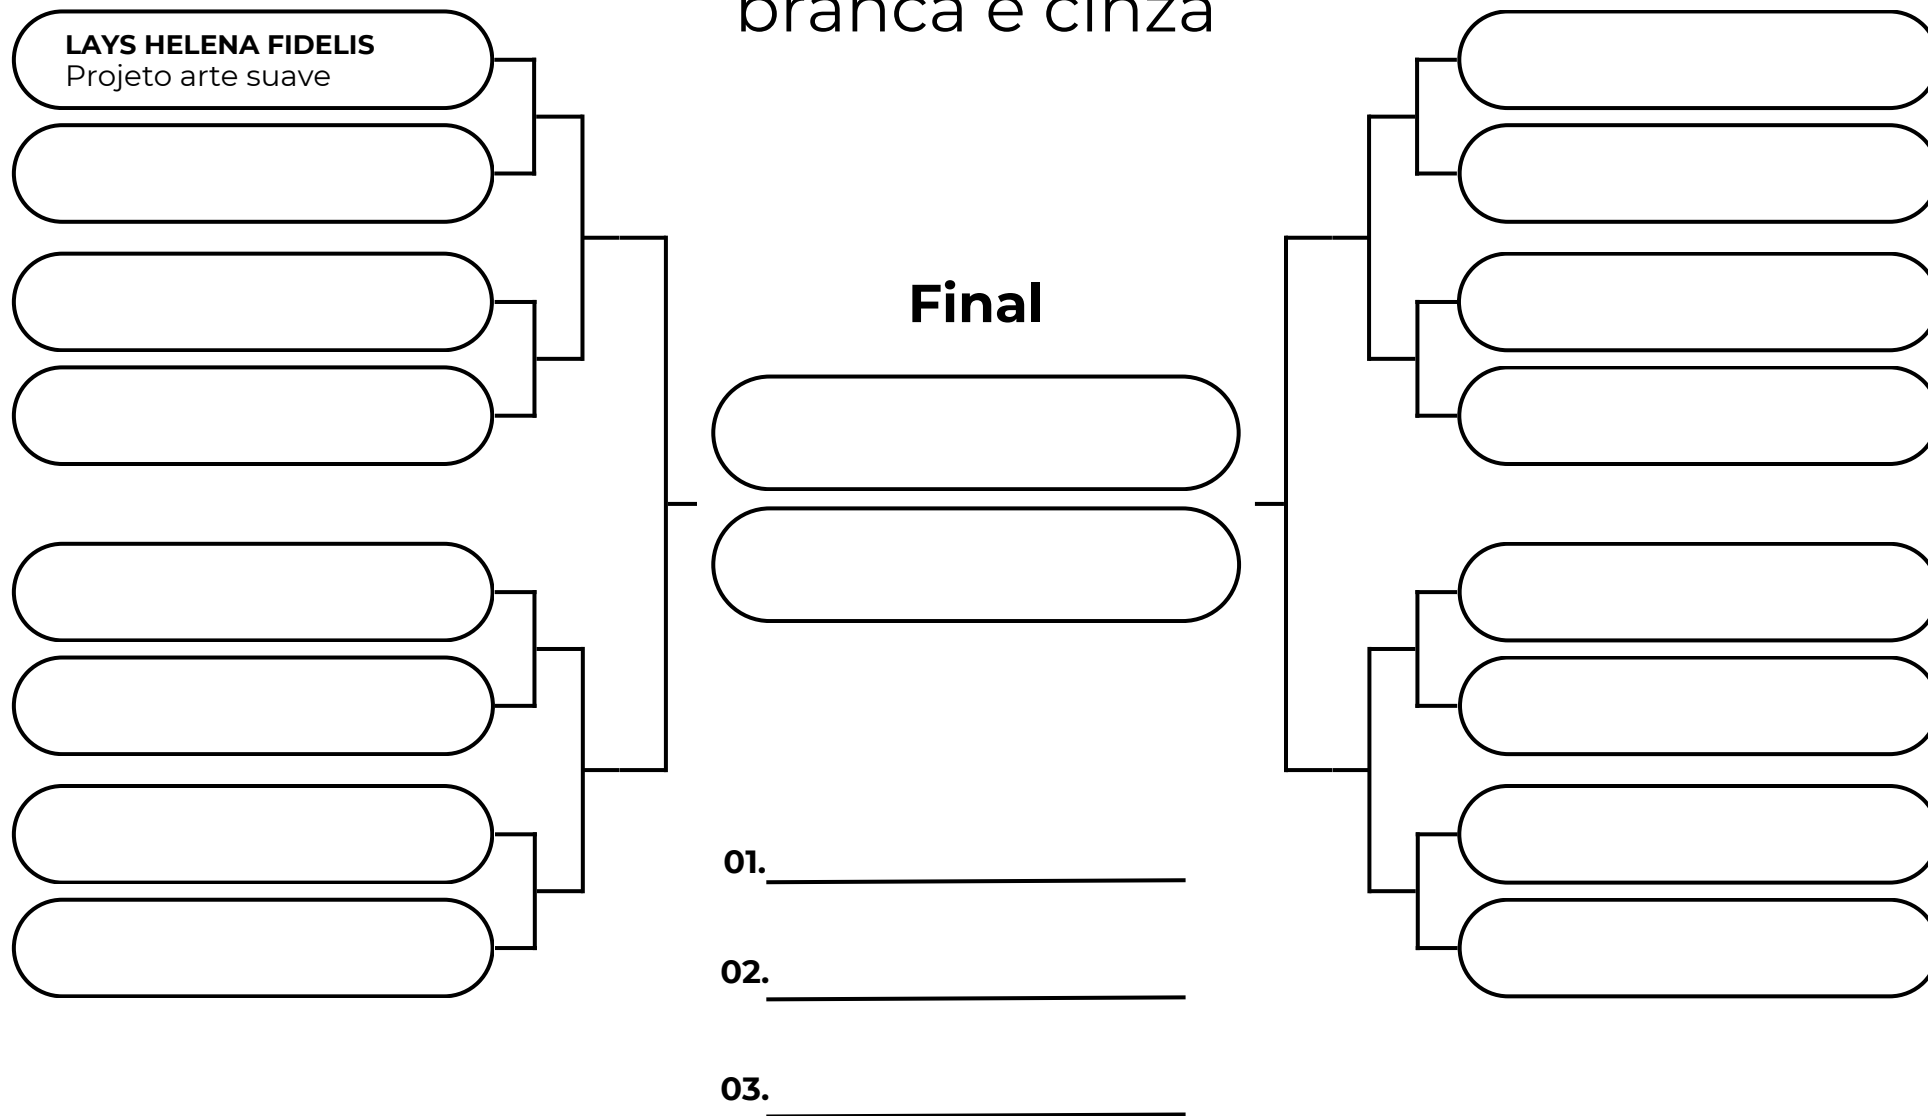 branca e cinza
LAYS HELENA FIDELIS
Projeto arte suave
Final
01.
02.
03.